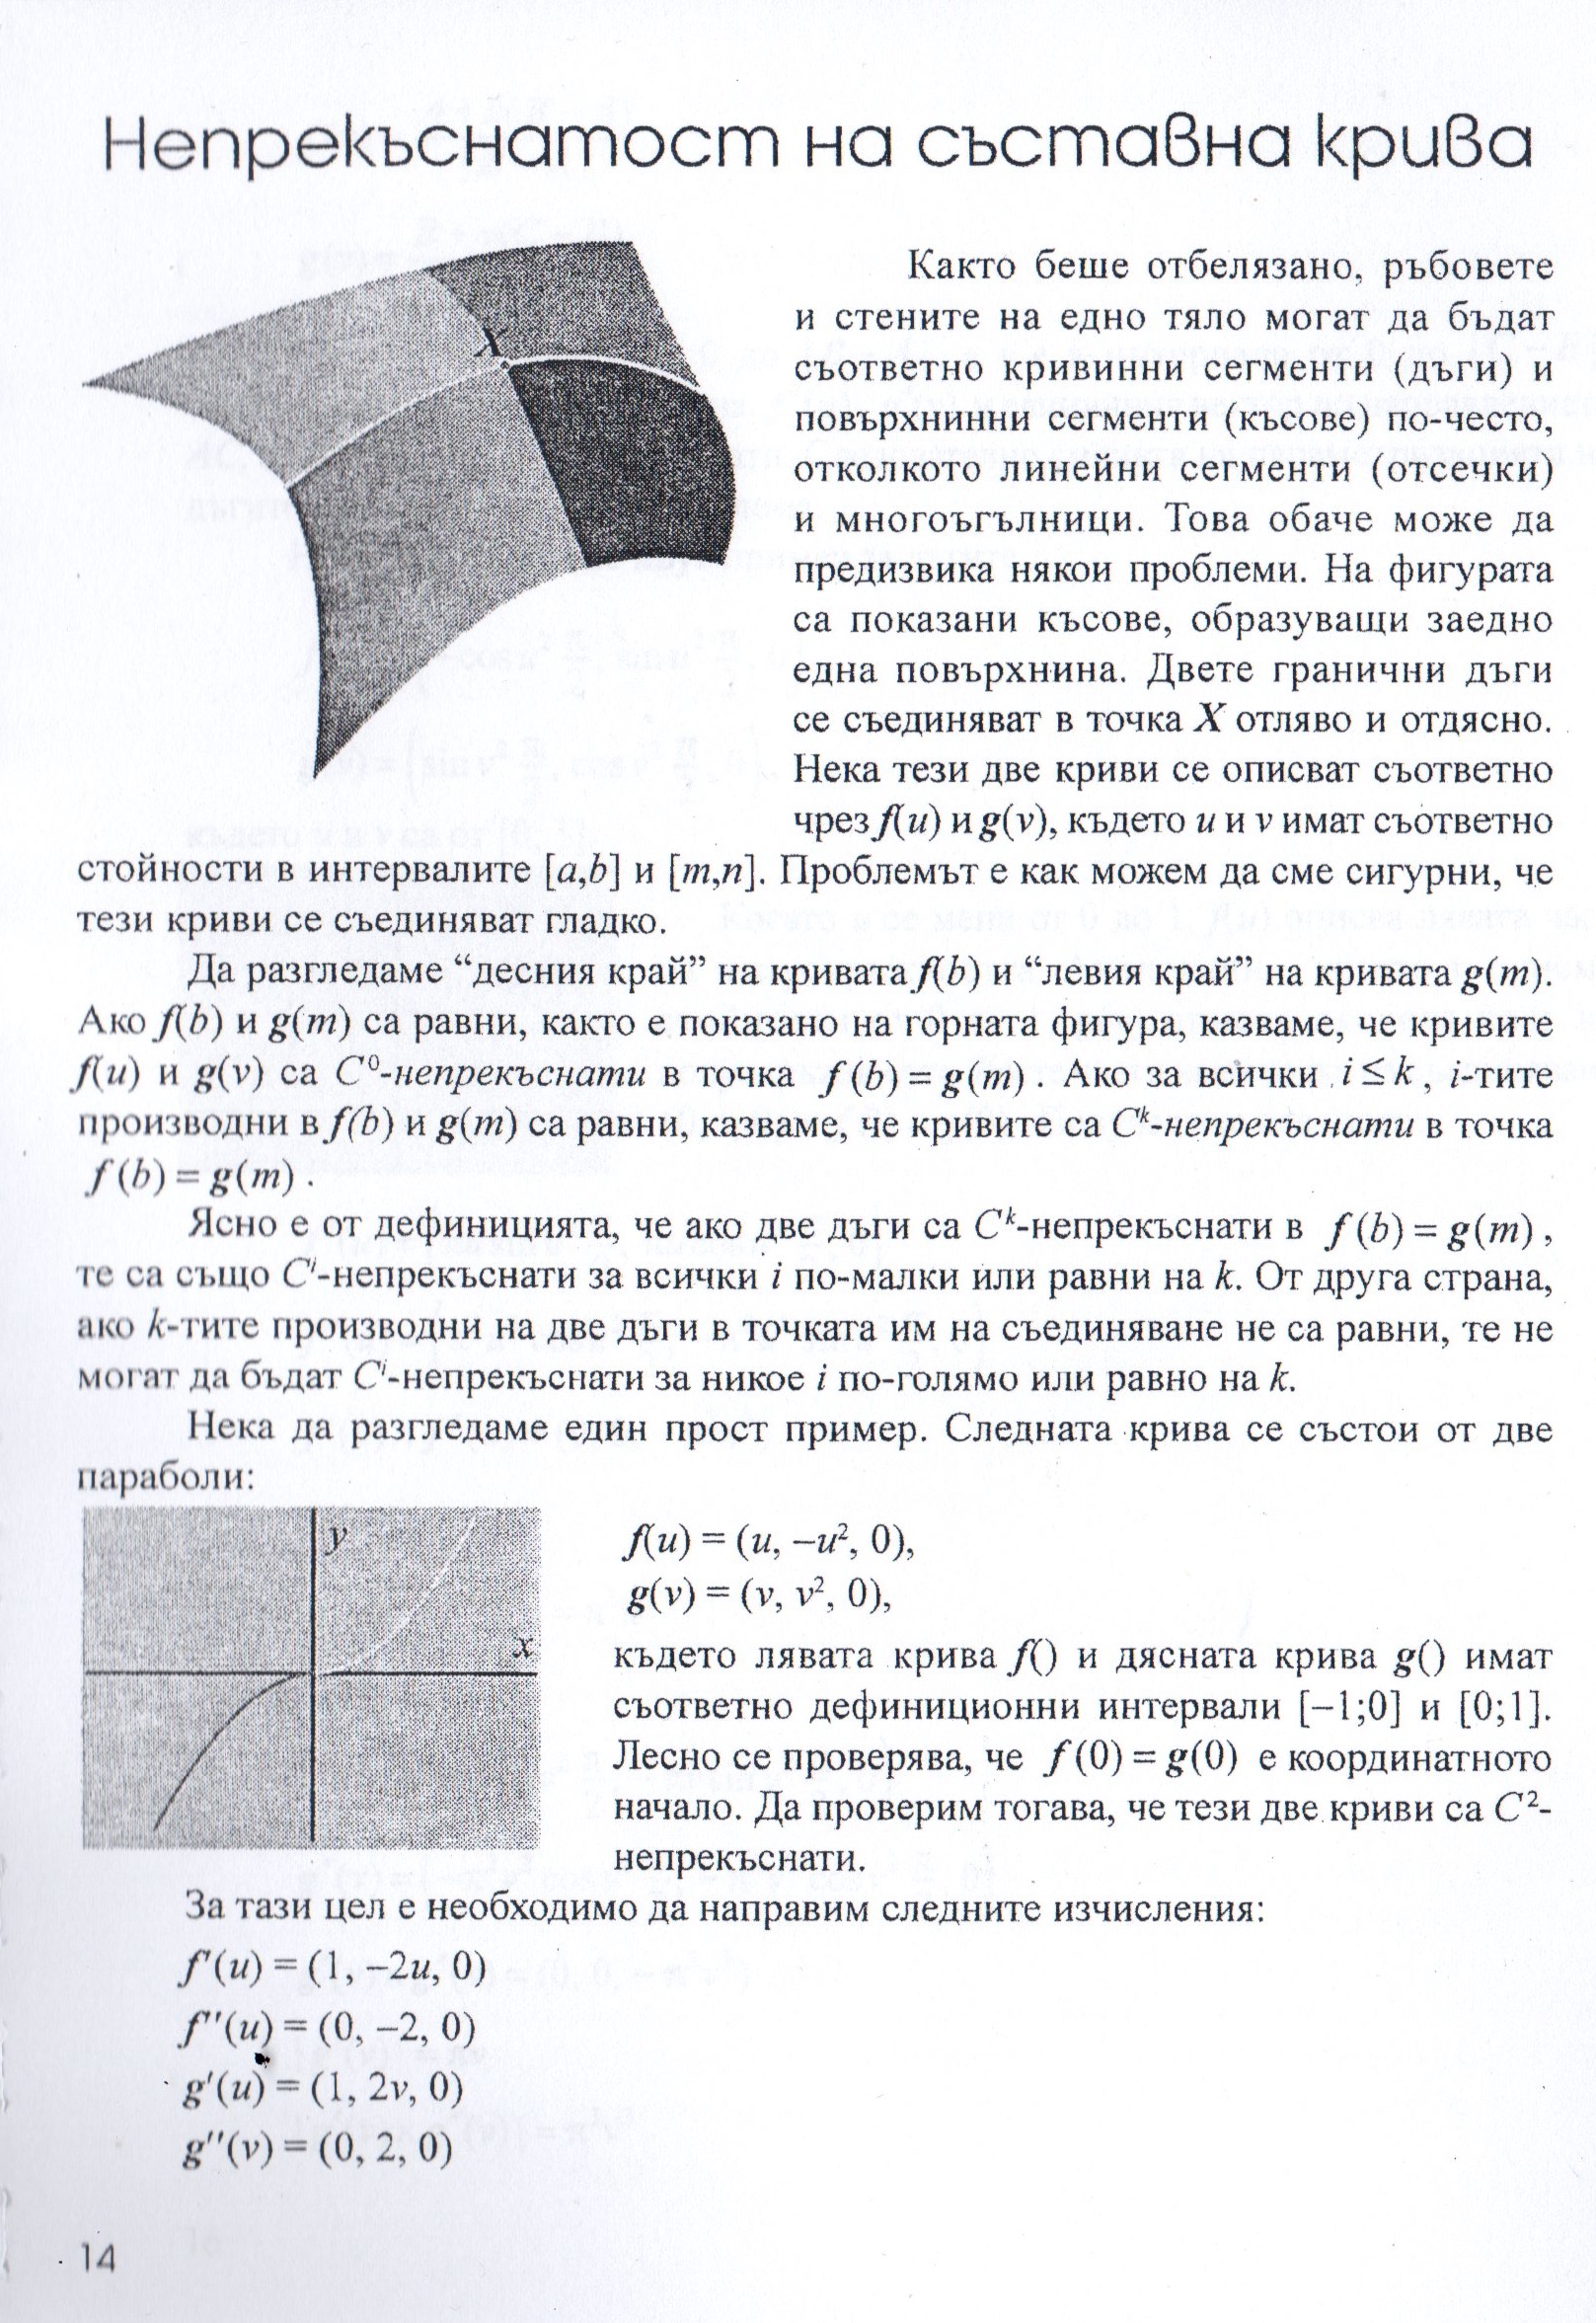 Непрекъснатост на съставна крива
X
Както беше отбелязано, ръбовете
и стените на едно тяло могат да бъдат
съответно кривинни сегменти (дъги) и
повърхнинни сегменти (късове) по-често,
отколкото линейни сегменти (отсечки)
и многоъгълници. Това обаче може да
предизвика някои проблеми. На фигурата
са показани късове, образуващи заедно
една повърхнина. Двете гранични дъги
се съединяват в точка X отляво и отдясно.
Нека тези две криви се описват съответно
чрез f(u) и g(v), където u и v имат съответно
стойности в интервалите [a,b] и [m,n]. Проблемът е как можем да сме сигурни, че
тези криви се съединяват гладко.
Да разгледаме “десния край” на кривата f(b) и “левия край” на кривата g(m).
Ако f(b) и g(m) са равни, както е показано на горната фигура, казваме, че кривите
f(u) и g(v) са C⁰-непрекъснати в точка f(b) = g(m). Ако за всички i ≤ k, i-тите
производни в f(b) и g(m) са равни, казваме, че кривите са Cᵏ-непрекъснати в точка
f(b) = g(m).
Ясно е от дефиницията, че ако две дъги са Cᵏ-непрекъснати в f(b) = g(m),
те са също Cⁱ-непрекъснати за всички i по-малки или равни на k. От друга страна,
ако k-тите производни на две дъги в точката им на съединяване не са равни, те не
могат да бъдат Cⁱ-непрекъснати за никое i по-голямо или равно на k.
Нека да разгледаме един прост пример. Следната крива се състои от две
параболи:
y
x
f(u) = (u, –u², 0),
g(v) = (v, v², 0),
където лявата крива f() и дясната крива g() имат
съответно дефиниционни интервали [–1;0] и [0;1].
Лесно се проверява, че f(0) = g(0) е координатното
начало. Да проверим тогава, че тези две криви са C²-
непрекъснати.
За тази цел е необходимо да направим следните изчисления:
f′(u) = (1, –2u, 0)
f″(u) = (0, –2, 0)
g′(u) = (1, 2v, 0)
g″(v) = (0, 2, 0)
14